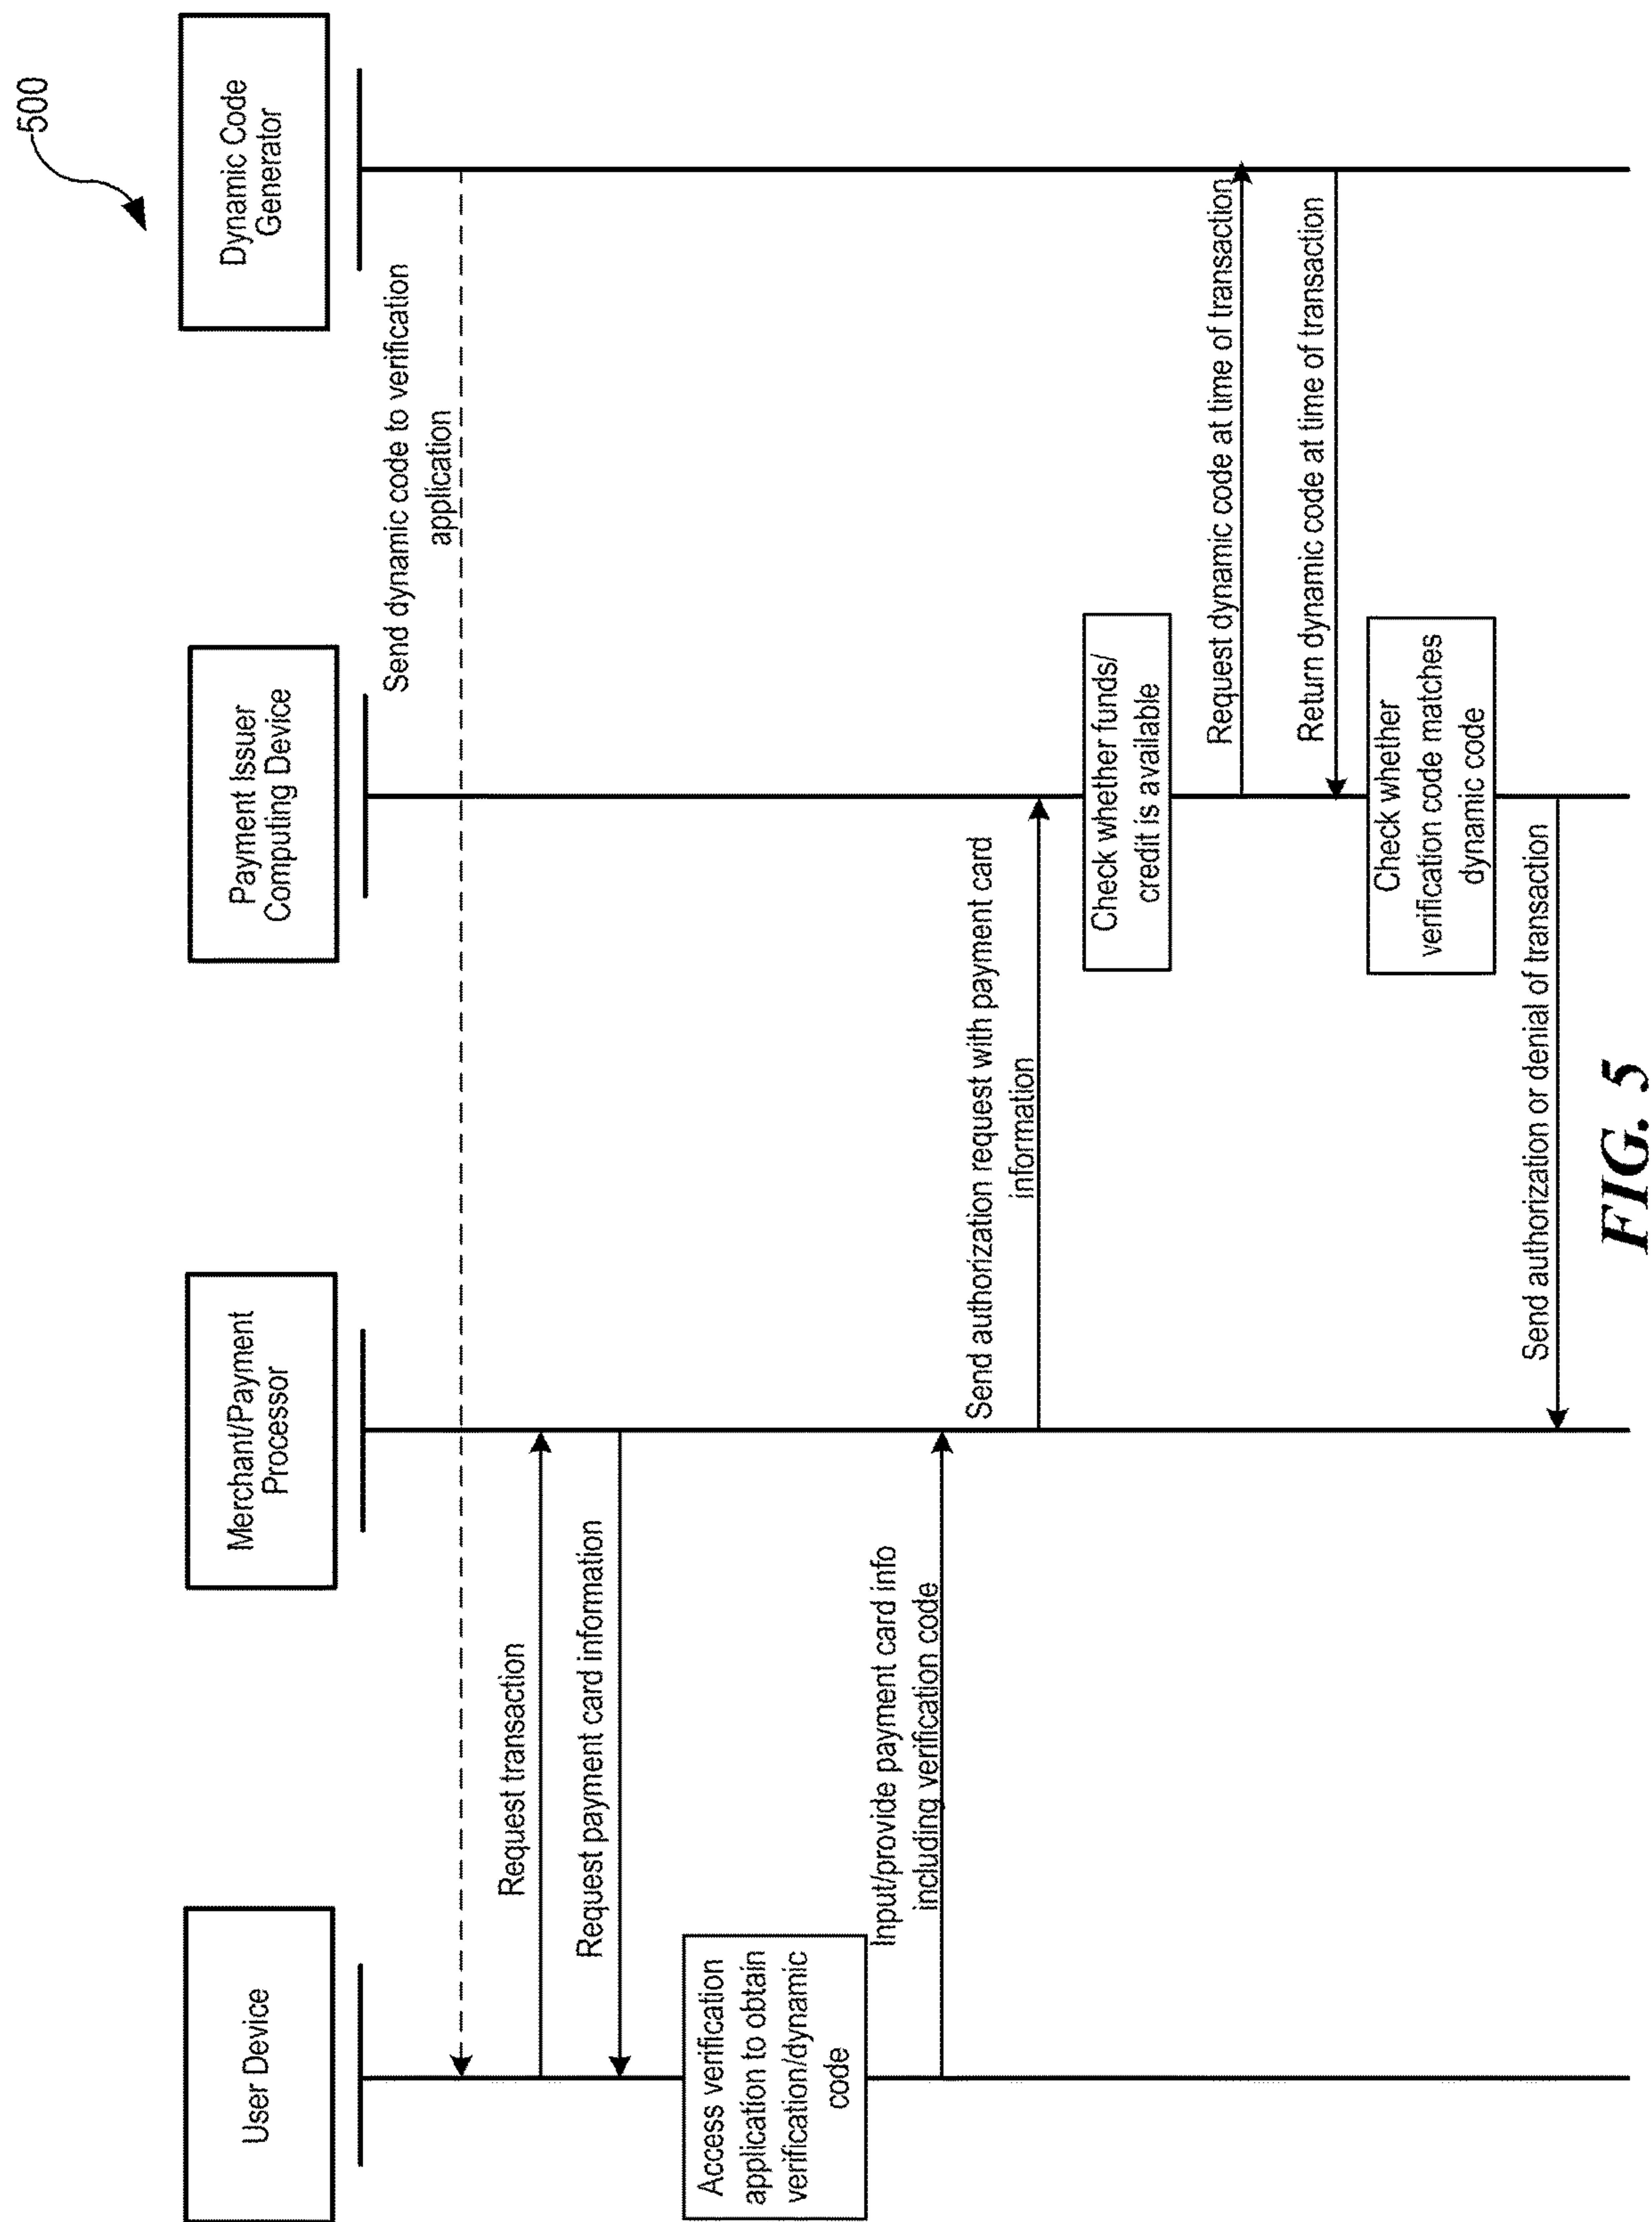 500
User Device
Merchant/Payment
Processor
Payment Issuer
Computing Device
Dynamic Code
Generator
Send dynamic code to verification
application
Request transaction
Request payment card information
Access verification
application to obtain
verification/dynamic
code
Input/provide payment card info
including verification code
Send authorization request with payment card
information
Check whether funds/
credit is available
Request dynamic code at time of transaction
Return dynamic code at time of transaction
Check whether
verification code matches
dynamic code
Send authorization or denial of transaction
FIG. 5